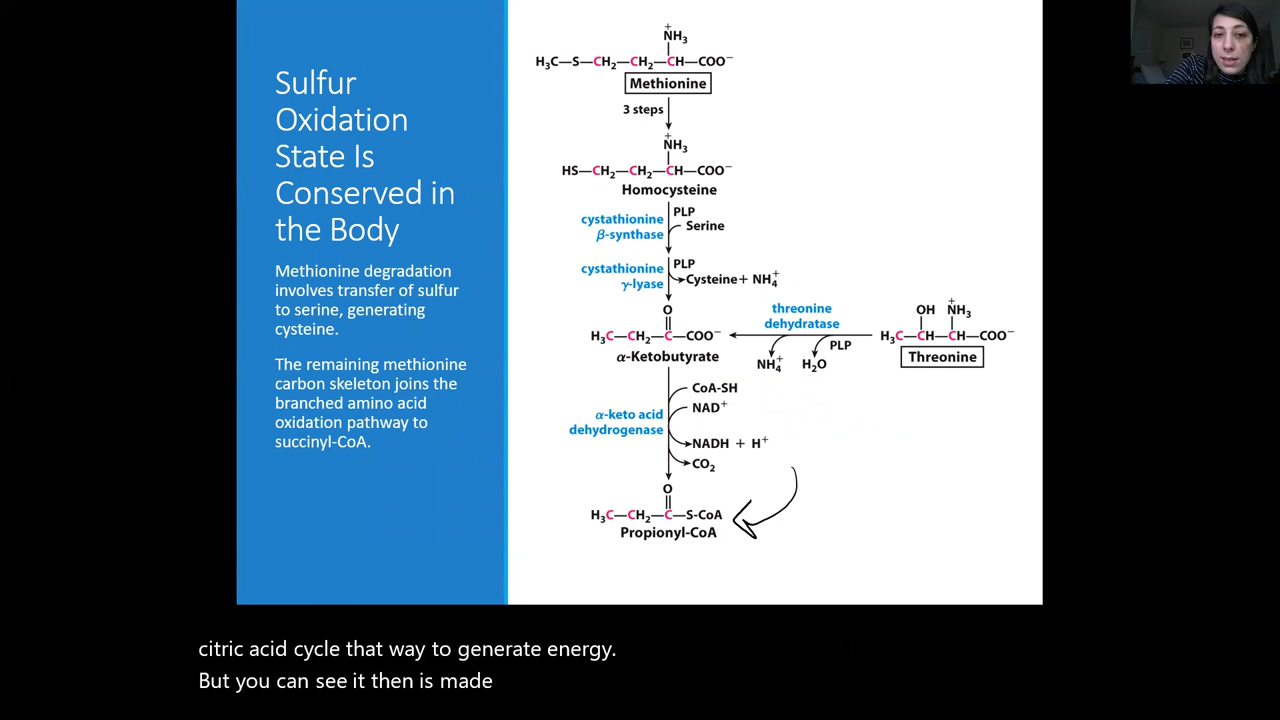 Sulfur
Oxidation
State Is
Conserved in
the Body
Methionine degradation
involves transfer of sulfur
to serine, generating
cysteine.
The remaining methionine
carbon skeleton joins the
branched amino acid
oxidation pathway to
succinyl-CoA.
+
NH3
H3C—S—CH2—CH2—CH—COO−
Methionine
3 steps
+
NH3
HS—CH2—CH2—CH—COO−
Homocysteine
cystathionine
β-synthase
PLP
Serine
cystathionine
γ-lyase
PLP
Cysteine + NH4+
O
H3C—CH2—C—COO−
α-Ketobutyrate
threonine
dehydratase
PLP
NH4+
H2O
OH +NH3
H3C—CH—CH—COO−
Threonine
α-keto acid
dehydrogenase
CoA-SH
NAD+
NADH + H+
CO2
O
H3C—CH2—C—S-CoA
Propionyl-CoA
citric acid cycle that way to generate energy.
But you can see it then is made